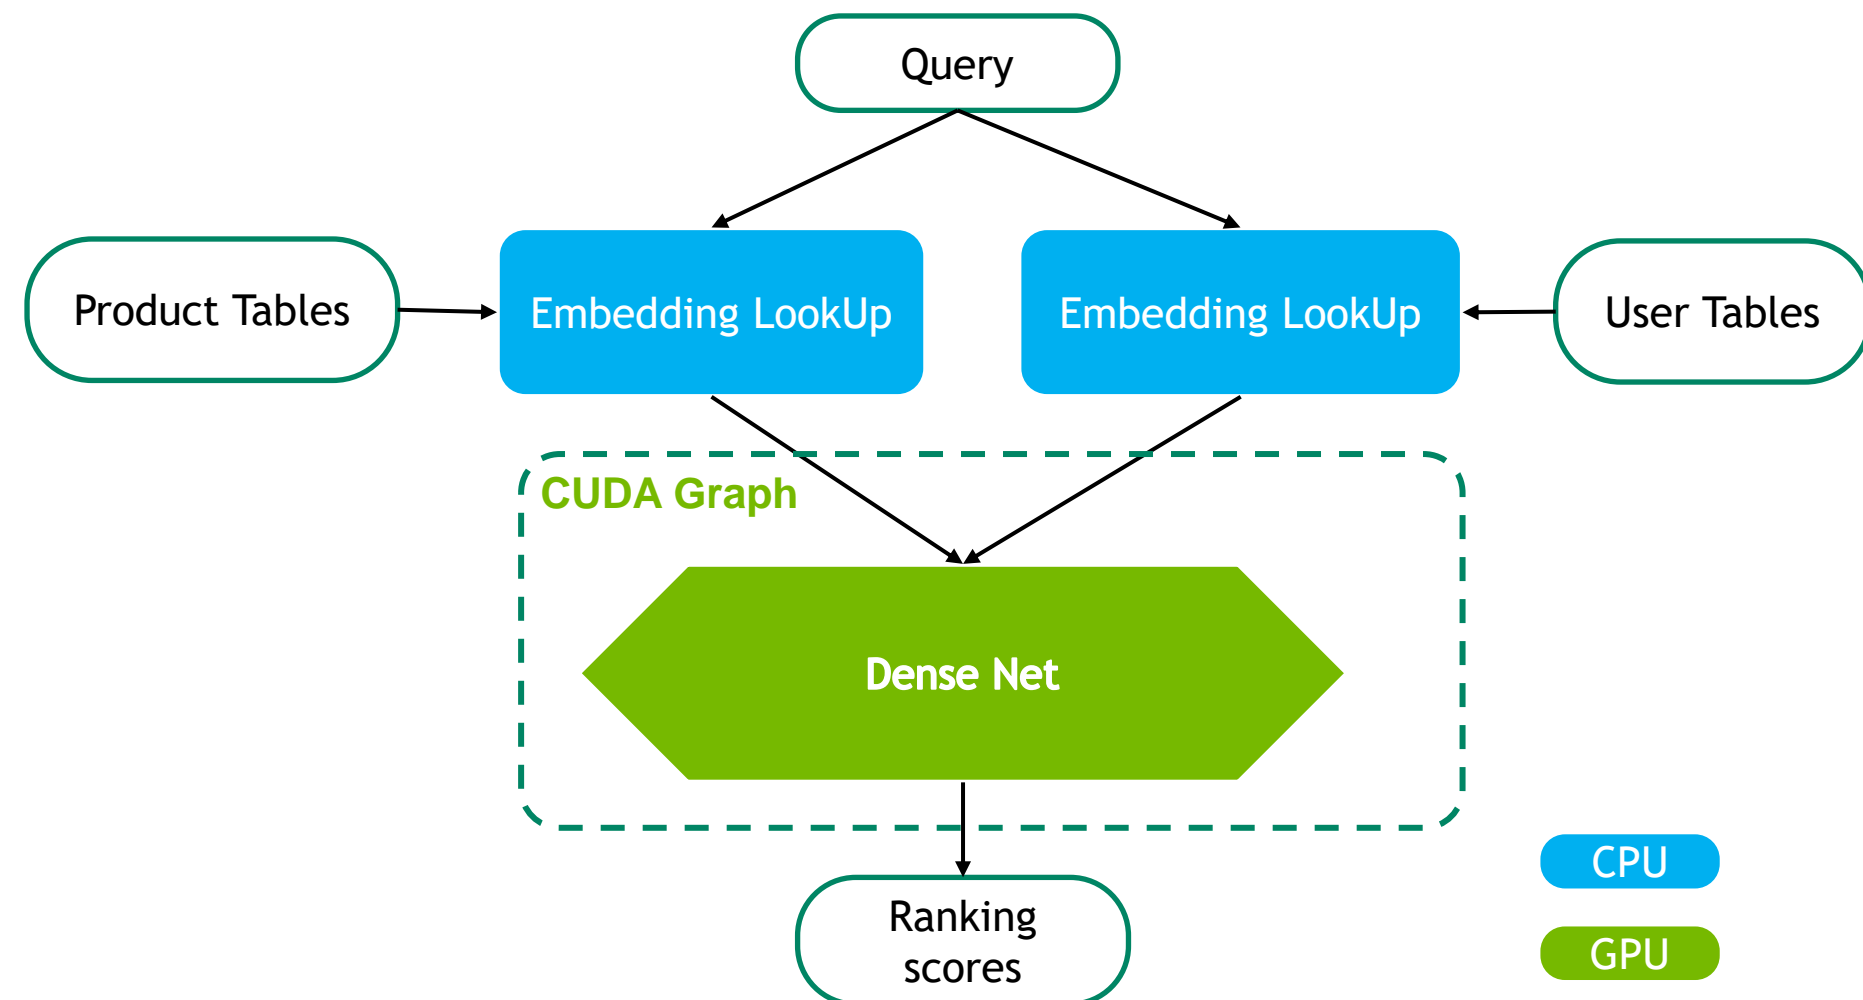 Query
Product Tables
Embedding LookUp
Embedding LookUp
User Tables
CUDA Graph
Dense Net
Ranking
scores
CPU
GPU